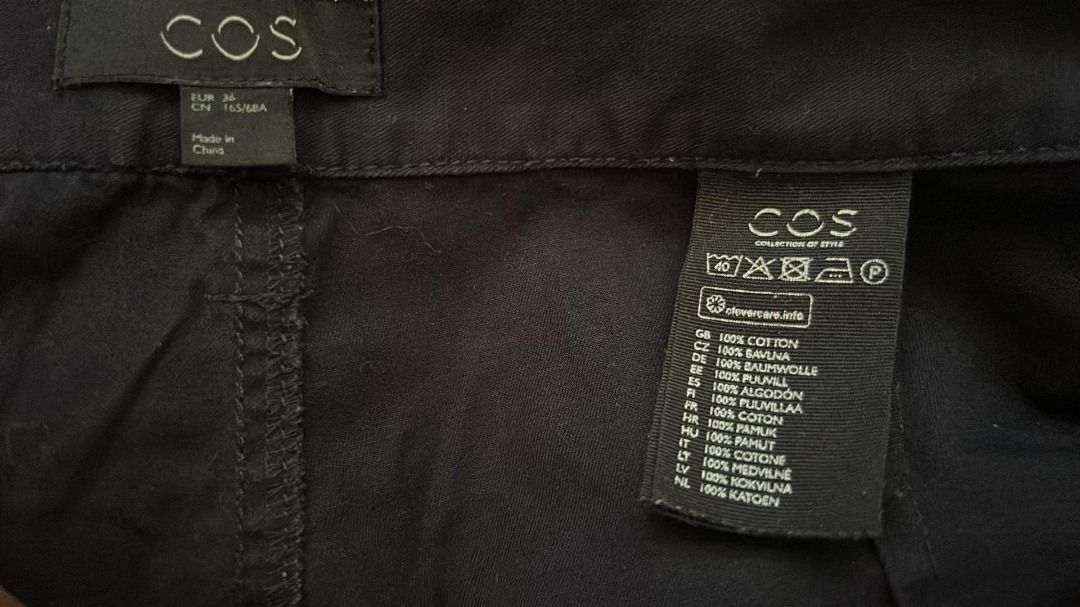 COS
EUR 36
CN 165/68A
Made in
China
COS
COLLECTION OF STYLE
40 P
clevercare.info
GB 100% COTTON
CZ 100% BAVLNA
DE 100% BAUMWOLLE
EE 100% PUUVILL
ES 100% ALGODÓN
FI 100% PUUVILLAA
FR 100% COTON
HR 100% PAMUK
HU 100% PAMUT
IT 100% COTONE
LT 100% MEDVILNĖ
LV 100% KOKVILNA
NL 100% KATOEN